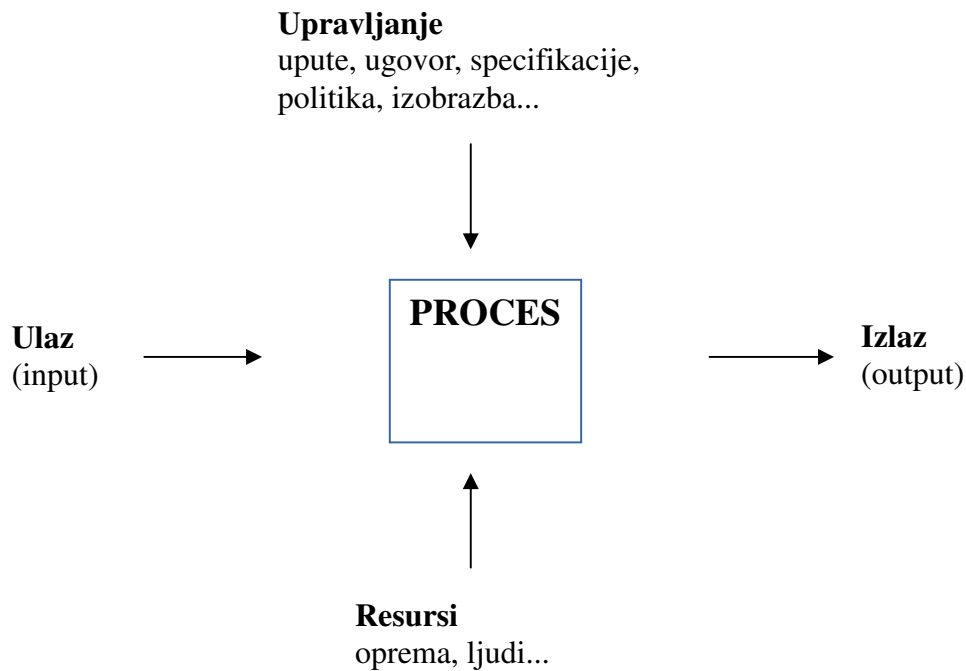 Upravljanje
upute, ugovor, specifikacije,
politika, izobrazba...
PROCES
Ulaz
(input)
Izlaz
(output)
Resursi
oprema, ljudi...